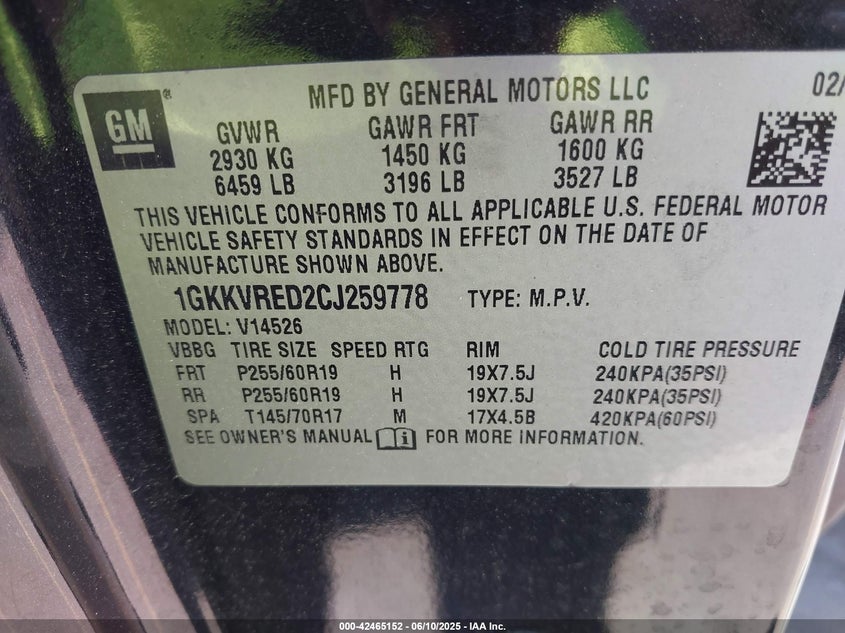 MFD BY GENERAL MOTORS LLC 02/
GM®
GVWR GAWR FRT GAWR RR
2930 KG 1450 KG 1600 KG
6459 LB 3196 LB 3527 LB
THIS VEHICLE CONFORMS TO ALL APPLICABLE U.S. FEDERAL MOTOR
VEHICLE SAFETY STANDARDS IN EFFECT ON THE DATE OF
MANUFACTURE SHOWN ABOVE.
1GKKVRED2CJ259778 TYPE: M.P.V.
MODEL: V14526
VBBG TIRE SIZE SPEED RTG RIM COLD TIRE PRESSURE
FRT P255/60R19 H 19X7.5J 240KPA(35PSI)
RR P255/60R19 H 19X7.5J 240KPA(35PSI)
SPA T145/70R17 M 17X4.5B 420KPA(60PSI)
SEE OWNER'S MANUAL i FOR MORE INFORMATION.
000-42465152 - 06/10/2025 - IAA Inc.